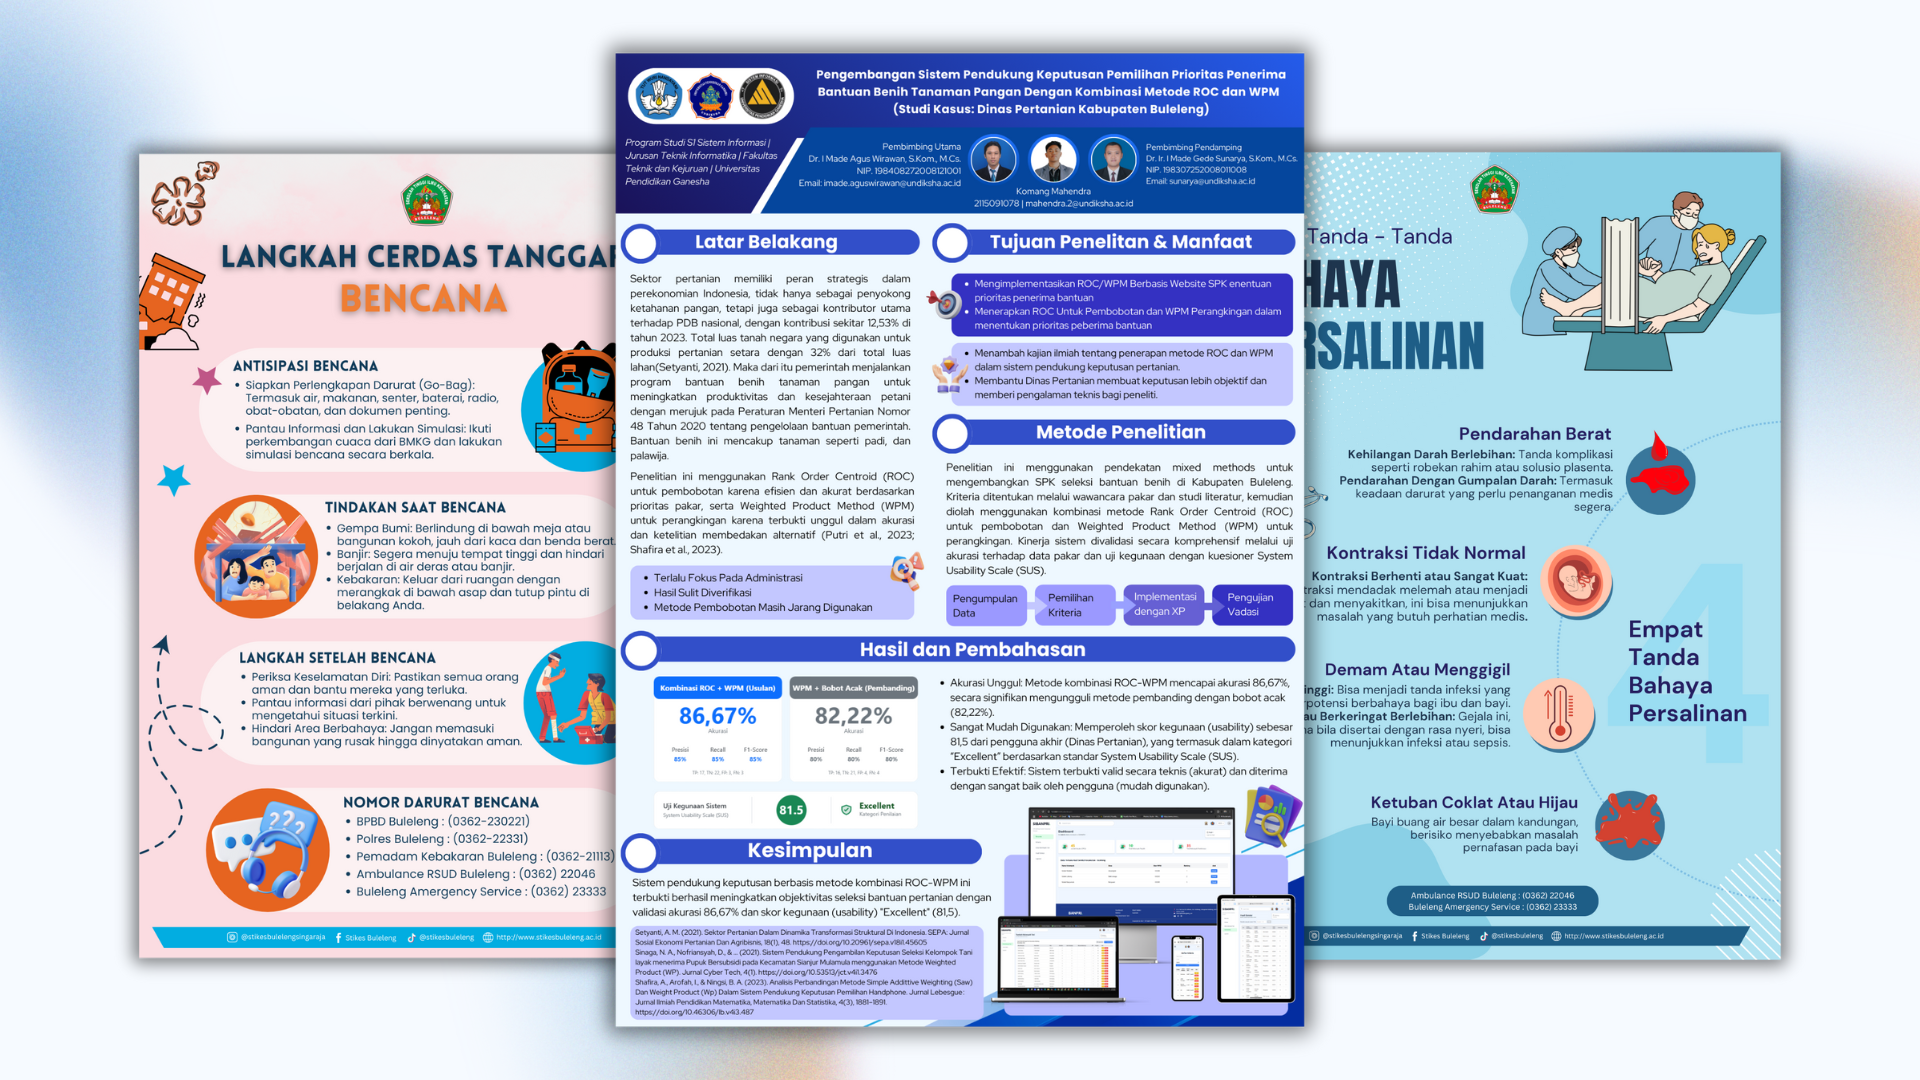 LANGKAH CERDAS TANGGAP
BENCANA
ANTISIPASI BENCANA
• Siapkan Perlengkapan Darurat (Go-Bag):
Termasuk air, makanan, senter, baterai, radio,
obat-obatan, dan dokumen penting.
• Pantau Informasi dan Lakukan Simulasi: Ikuti
perkembangan cuaca dari BMKG dan lakukan
simulasi bencana secara berkala.
TINDAKAN SAAT BENCANA
• Gempa Bumi: Berlindung di bawah meja atau
bangunan kokoh, jauh dari kaca dan benda berat.
• Banjir: Segera menuju tempat tinggi dan hindari
berjalan di air deras atau banjir.
• Kebakaran: Keluar dari ruangan dengan
merangkak di bawah asap dan tutup pintu di
belakang Anda.
LANGKAH SETELAH BENCANA
• Periksa Keselamatan Diri: Pastikan semua orang
aman dan bantu mereka yang terluka.
• Pantau informasi dari pihak berwenang untuk
mengetahui situasi terkini.
• Hindari Area Berbahaya: Jangan memasuki
bangunan yang rusak hingga dinyatakan aman.
NOMOR DARURAT BENCANA
• BPBD Buleleng : (0362-230221)
• Polres Buleleng : (0362-22331)
• Pemadam Kebakaran Buleleng : (0362-21113)
• Ambulance RSUD Buleleng : (0362) 22046
• Buleleng Amergency Service : (0362) 23333
@stikesbulelengsingaraja Stikes Buleleng @stikesbuleleng http://www.stikesbuleleng.ac.id
Pengembangan Sistem Pendukung Keputusan Pemilihan Prioritas Penerima
Bantuan Benih Tanaman Pangan Dengan Kombinasi Metode ROC dan WPM
(Studi Kasus: Dinas Pertanian Kabupaten Buleleng)
Program Studi S1 Sistem Informasi |
Jurusan Teknik Informatika | Fakultas
Teknik dan Kejuruan | Universitas
Pendidikan Ganesha
Pembimbing Utama
Dr. I Made Agus Wirawan, S.Kom., M.Cs.
NIP. 198408272008121001
Email: imade.aguswirawan@undiksha.ac.id
Komang Mahendra
2115091078 | mahendra.2@undiksha.ac.id
Pembimbing Pendamping
Dr. Ir. I Made Gede Sunarya, S.Kom., M.Cs.
NIP. 198307252008011008
Email: sunarya@undiksha.ac.id
Latar Belakang
Sektor pertanian memiliki peran strategis dalam
perekonomian Indonesia, tidak hanya sebagai penyokong
ketahanan pangan, tetapi juga sebagai kontributor utama
terhadap PDB nasional, dengan kontribusi sekitar 12,53% di
tahun 2023. Total luas tanah negara yang digunakan untuk
produksi pertanian setara dengan 32% dari total luas
lahan(Setyanti, 2021). Maka dari itu pemerintah menjalankan
program bantuan benih tanaman pangan untuk
meningkatkan produktivitas dan kesejahteraan petani
dengan merujuk pada Peraturan Menteri Pertanian Nomor
48 Tahun 2020 tentang pengelolaan bantuan pemerintah.
Bantuan benih ini mencakup tanaman seperti padi, dan
palawija.
Penelitian ini menggunakan Rank Order Centroid (ROC)
untuk pembobotan karena efisien dan akurat berdasarkan
prioritas pakar, serta Weighted Product Method (WPM)
untuk perangkingan karena terbukti unggul dalam akurasi
dan ketelitian membedakan alternatif (Putri et al., 2023;
Shafira et al., 2023).
• Terlalu Fokus Pada Administrasi
• Hasil Sulit Diverifikasi
• Metode Pembobotan Masih Jarang Digunakan
Tujuan Penelitan & Manfaat
• Mengimplementasikan ROC/WPM Berbasis Website SPK enentuan
prioritas penerima bantuan
• Menerapkan ROC Untuk Pembobotan dan WPM Perangkingan dalam
menentukan prioritas peberima bantuan
• Menambah kajian ilmiah tentang penerapan metode ROC dan WPM
dalam sistem pendukung keputusan pertanian.
• Membantu Dinas Pertanian membuat keputusan lebih objektif dan
memberi pengalaman teknis bagi peneliti.
Metode Penelitian
Penelitian ini menggunakan pendekatan mixed methods untuk
mengembangkan SPK seleksi bantuan benih di Kabupaten Buleleng.
Kriteria ditentukan melalui wawancara pakar dan studi literatur, kemudian
diolah menggunakan kombinasi metode Rank Order Centroid (ROC)
untuk pembobotan dan Weighted Product Method (WPM) untuk
perangkingan. Kinerja sistem divalidasi secara komprehensif melalui uji
akurasi terhadap data pakar dan uji kegunaan dengan kuesioner System
Usability Scale (SUS).
Pengumpulan
Data
Pemilihan
Kriteria
Implementasi
dengan XP
Pengujian
Vadasi
Hasil dan Pembahasan
Kombinasi ROC + WPM (Usulan)
86,67%
Akurasi
Presisi Recall F1-Score
85% 85% 85%
WPM + Bobot Acak (Pembanding)
82,22%
Akurasi
Presisi Recall F1-Score
80% 80% 80%
Uji Kegunaan Sistem
System Usability Scale (SUS)
81.5
Excellent
Kategori Penilaian
• Akurasi Unggul: Metode kombinasi ROC-WPM mencapai akurasi 86,67%,
secara signifikan mengungguli metode pembanding dengan bobot acak
(82,22%).
• Sangat Mudah Digunakan: Memperoleh skor kegunaan (usability) sebesar
81,5 dari pengguna akhir (Dinas Pertanian), yang termasuk dalam kategori
"Excellent" berdasarkan standar System Usability Scale (SUS).
• Terbukti Efektif: Sistem terbukti valid secara teknis (akurat) dan diterima
dengan sangat baik oleh pengguna (mudah digunakan).
Kesimpulan
Sistem pendukung keputusan berbasis metode kombinasi ROC-WPM ini
terbukti berhasil meningkatkan objektivitas seleksi bantuan pertanian dengan
validasi akurasi 86,67% dan skor kegunaan (usability) "Excellent" (81,5).
Setyanti, A. M. (2021). Sektor Pertanian Dalam Dinamika Transformasi Struktural Di Indonesia. SEPA: Jurnal
Sosial Ekonomi Pertanian Dan Agribisnis, 18(1), 48. https://doi.org/10.20961/sepa.v18i1.45605
Sinaga, N. A., Nofriansyah, D., & .. (2021). Sistem Pendukung Pengambilan Keputusan Seleksi Kelompok Tani
layak menerima Pupuk Bersubsidi pada Kecamatan Sianjur Mulamula menggunakan Metode Weighted
Product (WP). Jurnal Cyber Tech, 4(1). https://doi.org/10.53513/jct.v4i1.3476
Shafira, A., Arofah, I., & Ningsi, B. A. (2023). Analisis Perbandingan Metode Simple Addittive Weighting (Saw)
Dan Weight Product (Wp) Dalam Sistem Pendukung Keputusan Pemilihan Handphone. Jurnal Lebesgue :
Jurnal Ilmiah Pendidikan Matematika, Matematika Dan Statistika, 4(3), 1881–1891.
https://doi.org/10.46306/lb.v4i3.487
Tanda - Tanda
HAYA
RSALINAN
Pendarahan Berat
Kehilangan Darah Berlebihan: Tanda komplikasi
seperti robekan rahim atau solusio plasenta.
Pendarahan Dengan Gumpalan Darah: Termasuk
keadaan darurat yang perlu penanganan medis
segera.
Kontraksi Tidak Normal
Kontraksi Berhenti atau Sangat Kuat:
traksi mendadak melemah atau menjadi
dan menyakitkan, ini bisa menunjukkan
masalah yang butuh perhatian medis.
Demam Atau Menggigil
inggi: Bisa menjadi tanda infeksi yang
rpotensi berbahaya bagi ibu dan bayi.
au Berkeringat Berlebihan: Gejala ini,
a bila disertai dengan rasa nyeri, bisa
menunjukkan infeksi atau sepsis.
Ketuban Coklat Atau Hijau
Bayi buang air besar dalam kandungan,
berisiko menyebabkan masalah
pernafasan pada bayi
4
Empat
Tanda
Bahaya
Persalinan
Ambulance RSUD Buleleng : (0362) 22046
Buleleng Amergency Service : (0362) 23333
@stikesbulelengsingaraja Stikes Buleleng @stikesbuleleng http://www.stikesbuleleng.ac.id